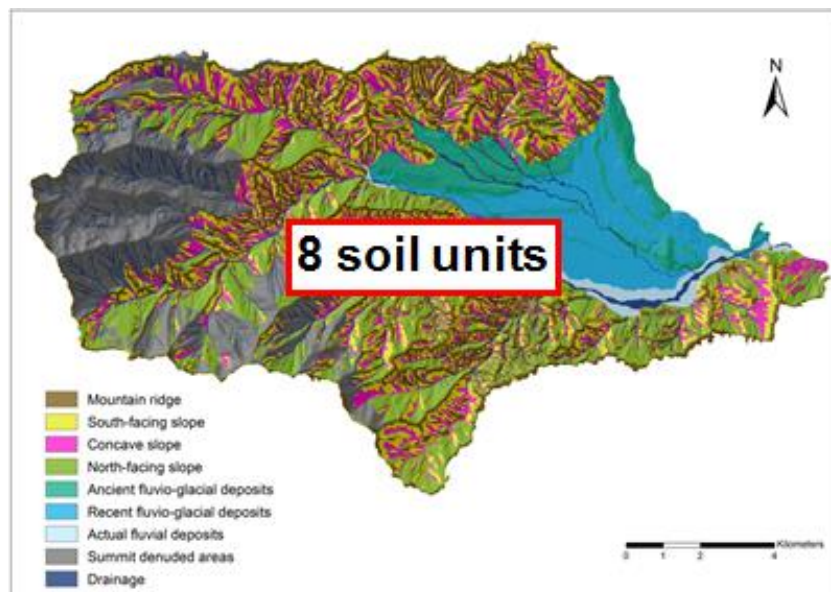 N
8 soil units
Mountain ridge
South-facing slope
Concave slope
North-facing slope
Ancient fluvio-glacial deposits
Recent fluvio-glacial deposits
Actual fluvial deposits
Summit denuded areas
Drainage
Kilometers
0 1 2 4